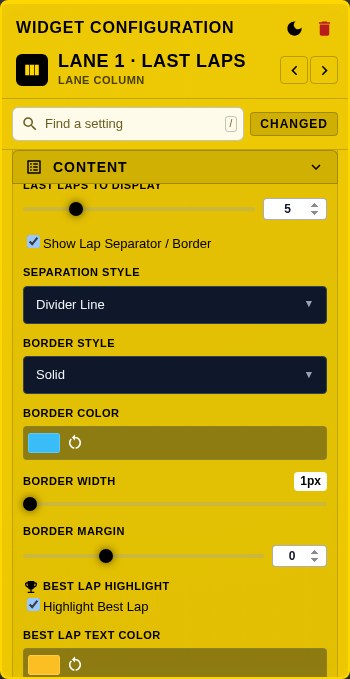 WIDGET CONFIGURATION
LANE 1 · LAST LAPS
LANE COLUMN
Find a setting
/
CHANGED
CONTENT
LAST LAPS TO DISPLAY
5
Show Lap Separator / Border
SEPARATION STYLE
Divider Line
BORDER STYLE
Solid
BORDER COLOR
BORDER WIDTH
1px
BORDER MARGIN
0
BEST LAP HIGHLIGHT
Highlight Best Lap
BEST LAP TEXT COLOR